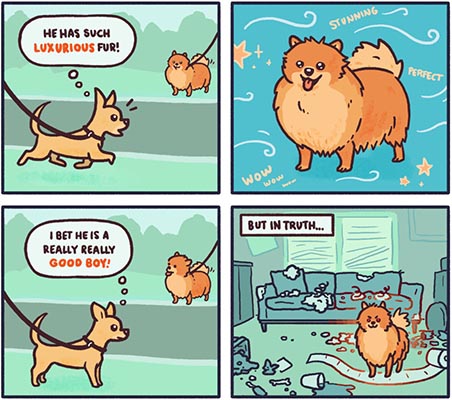 HE HAS SUCH
LUXURIOUS FUR!
STUNNING
PERFECT
WOW
WOW
WOW
I BET HE IS A
REALLY REALLY
GOOD BOY!
BUT IN TRUTH...